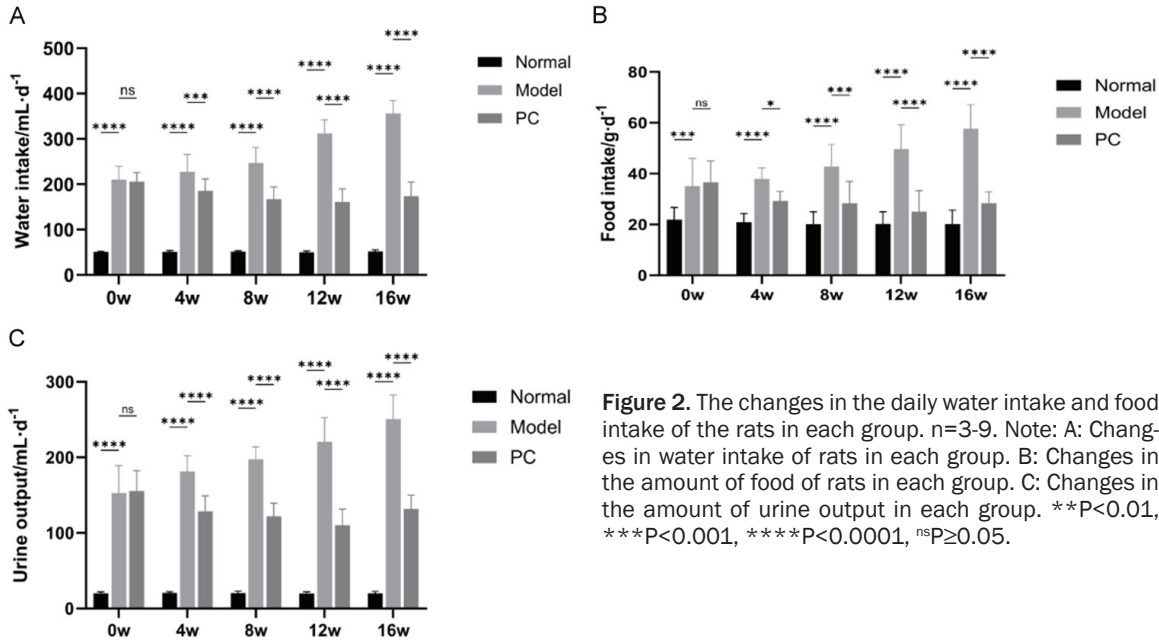 A
Water intake/mL·d⁻¹
500
400
300
200
100
0
**** ns
**** ***
**** ****
**** ****
**** ****
0w 4w 8w 12w 16w
Normal
Model
PC
B
Food intake/g·d⁻¹
80
60
40
20
0
*** ns
**** *
**** ***
**** ****
**** ****
0w 4w 8w 12w 16w
Normal
Model
PC
C
Urine output/mL·d⁻¹
300
200
100
0
**** ns
**** ****
**** ****
**** ****
**** ****
0w 4w 8w 12w 16w
Normal
Model
PC
Figure 2. The changes in the daily water intake and food
intake of the rats in each group. n=3-9. Note: A: Chang-
es in water intake of rats in each group. B: Changes in
the amount of food of rats in each group. C: Changes in
the amount of urine output in each group. **P<0.01,
***P<0.001, ****P<0.0001, ⁿˢP≥0.05.